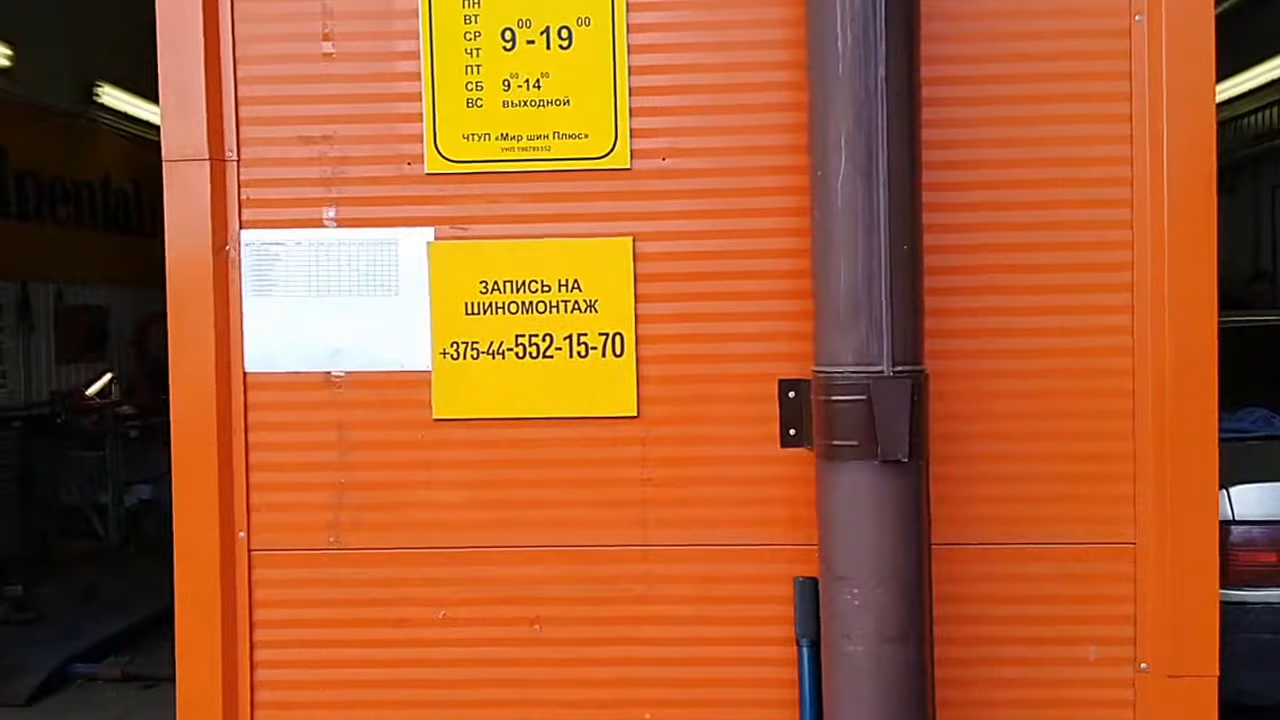 ПН
ВТ
СР
ЧТ
ПТ
9⁰⁰-19⁰⁰
СБ 9⁰⁰-14⁰⁰
ВС выходной
ЧТУП «Мир шин Плюс»
ЗАПИСЬ НА
ШИНОМОНТАЖ
+375-44-552-15-70